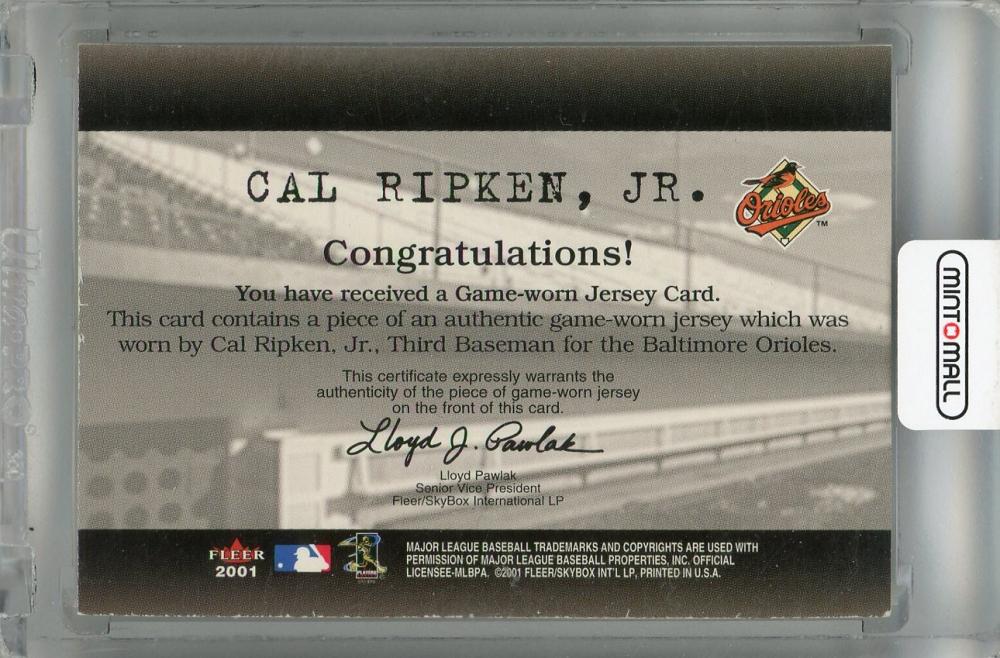 CAL RIPKEN, JR.
Orioles
TM
Congratulations!
You have received a Game-worn Jersey Card.
This card contains a piece of an authentic game-worn jersey which was
worn by Cal Ripken, Jr., Third Baseman for the Baltimore Orioles.
This certificate expressly warrants the
authenticity of the piece of game-worn jersey
on the front of this card.
Lloyd J. Pawlak
Lloyd Pawlak
Senior Vice President
Fleer/SkyBox International LP
FLEER
2001
MAJOR LEAGUE BASEBALL TRADEMARKS AND COPYRIGHTS ARE USED WITH
PERMISSION OF MAJOR LEAGUE BASEBALL PROPERTIES, INC. OFFICIAL
LICENSEE-MLBPA. ©2001 FLEER/SKYBOX INT'L LP, PRINTED IN U.S.A.
MINTOMALL